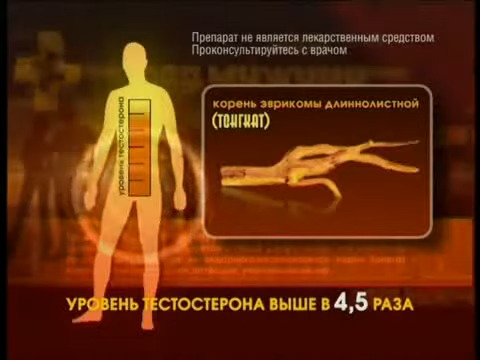 Препарат не является лекарственным средством
Проконсультируйтесь с врачом
уровень тестостерона
корень эврикомы длиннолистной
(ТОНГКАТ)
УРОВЕНЬ ТЕСТОСТЕРОНА ВЫШЕ В 4,5 РАЗА